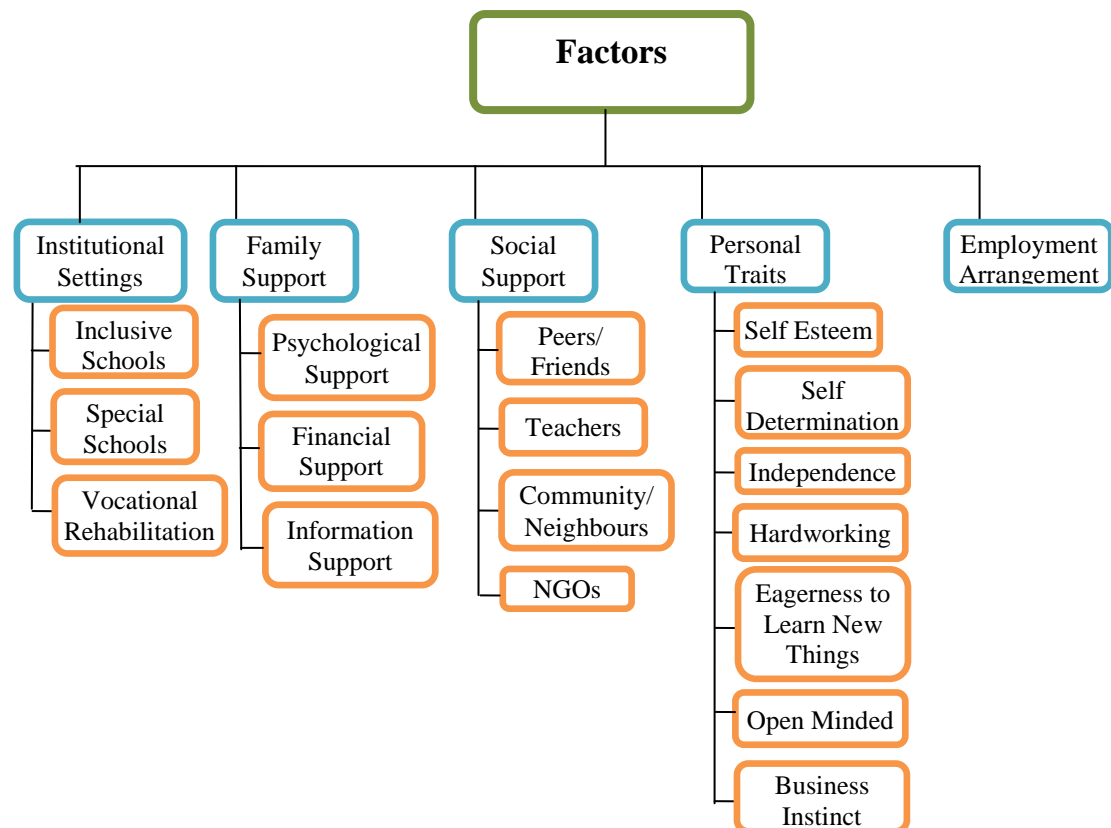 Factors
Institutional
Settings
Family
Support
Social
Support
Personal
Traits
Employment
Arrangement
Inclusive
Schools
Special
Schools
Vocational
Rehabilitation
Psychological
Support
Financial
Support
Information
Support
Peers/
Friends
Teachers
Community/
Neighbours
NGOs
Self Esteem
Self
Determination
Independence
Hardworking
Eagerness to
Learn New
Things
Open Minded
Business
Instinct